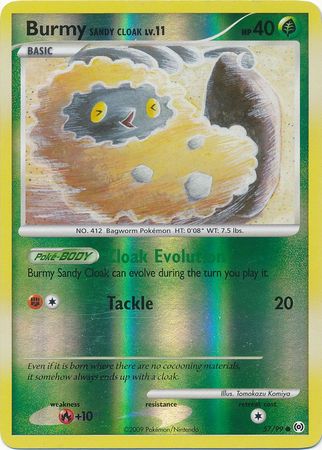 Burmy SANDY CLOAK LV.11 HP 40
BASIC
NO. 412 Bagworm Pokémon HT: 0'08" WT: 7.5 lbs.
Poké-BODY Cloak Evolution
Burmy Sandy Cloak can evolve during the turn you play it.
Tackle 20
Even if it is born where there are no cocooning materials,
it somehow always ends up with a cloak.
Illus. Tomokazu Komiya
weakness resistance retreat cost
+10
©2009 Pokémon/Nintendo 57/99